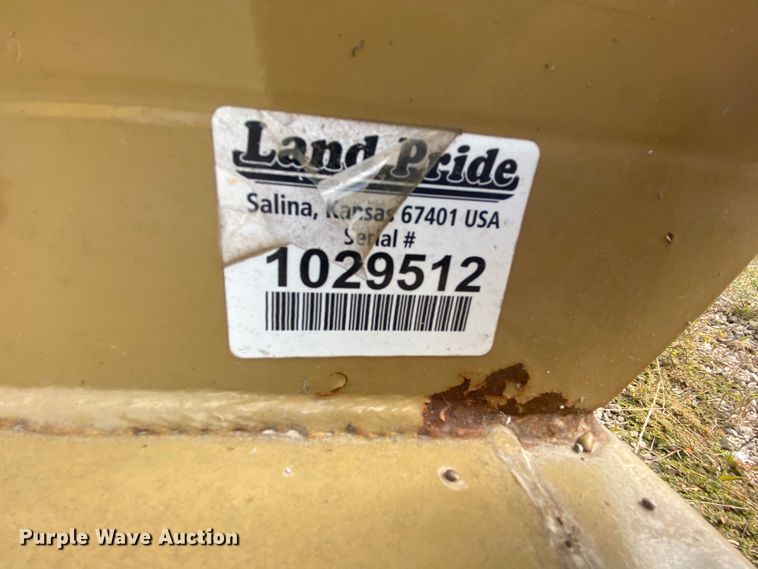 Land Pride
Salina, Kansas 67401 USA
Serial #
1029512
Purple Wave Auction